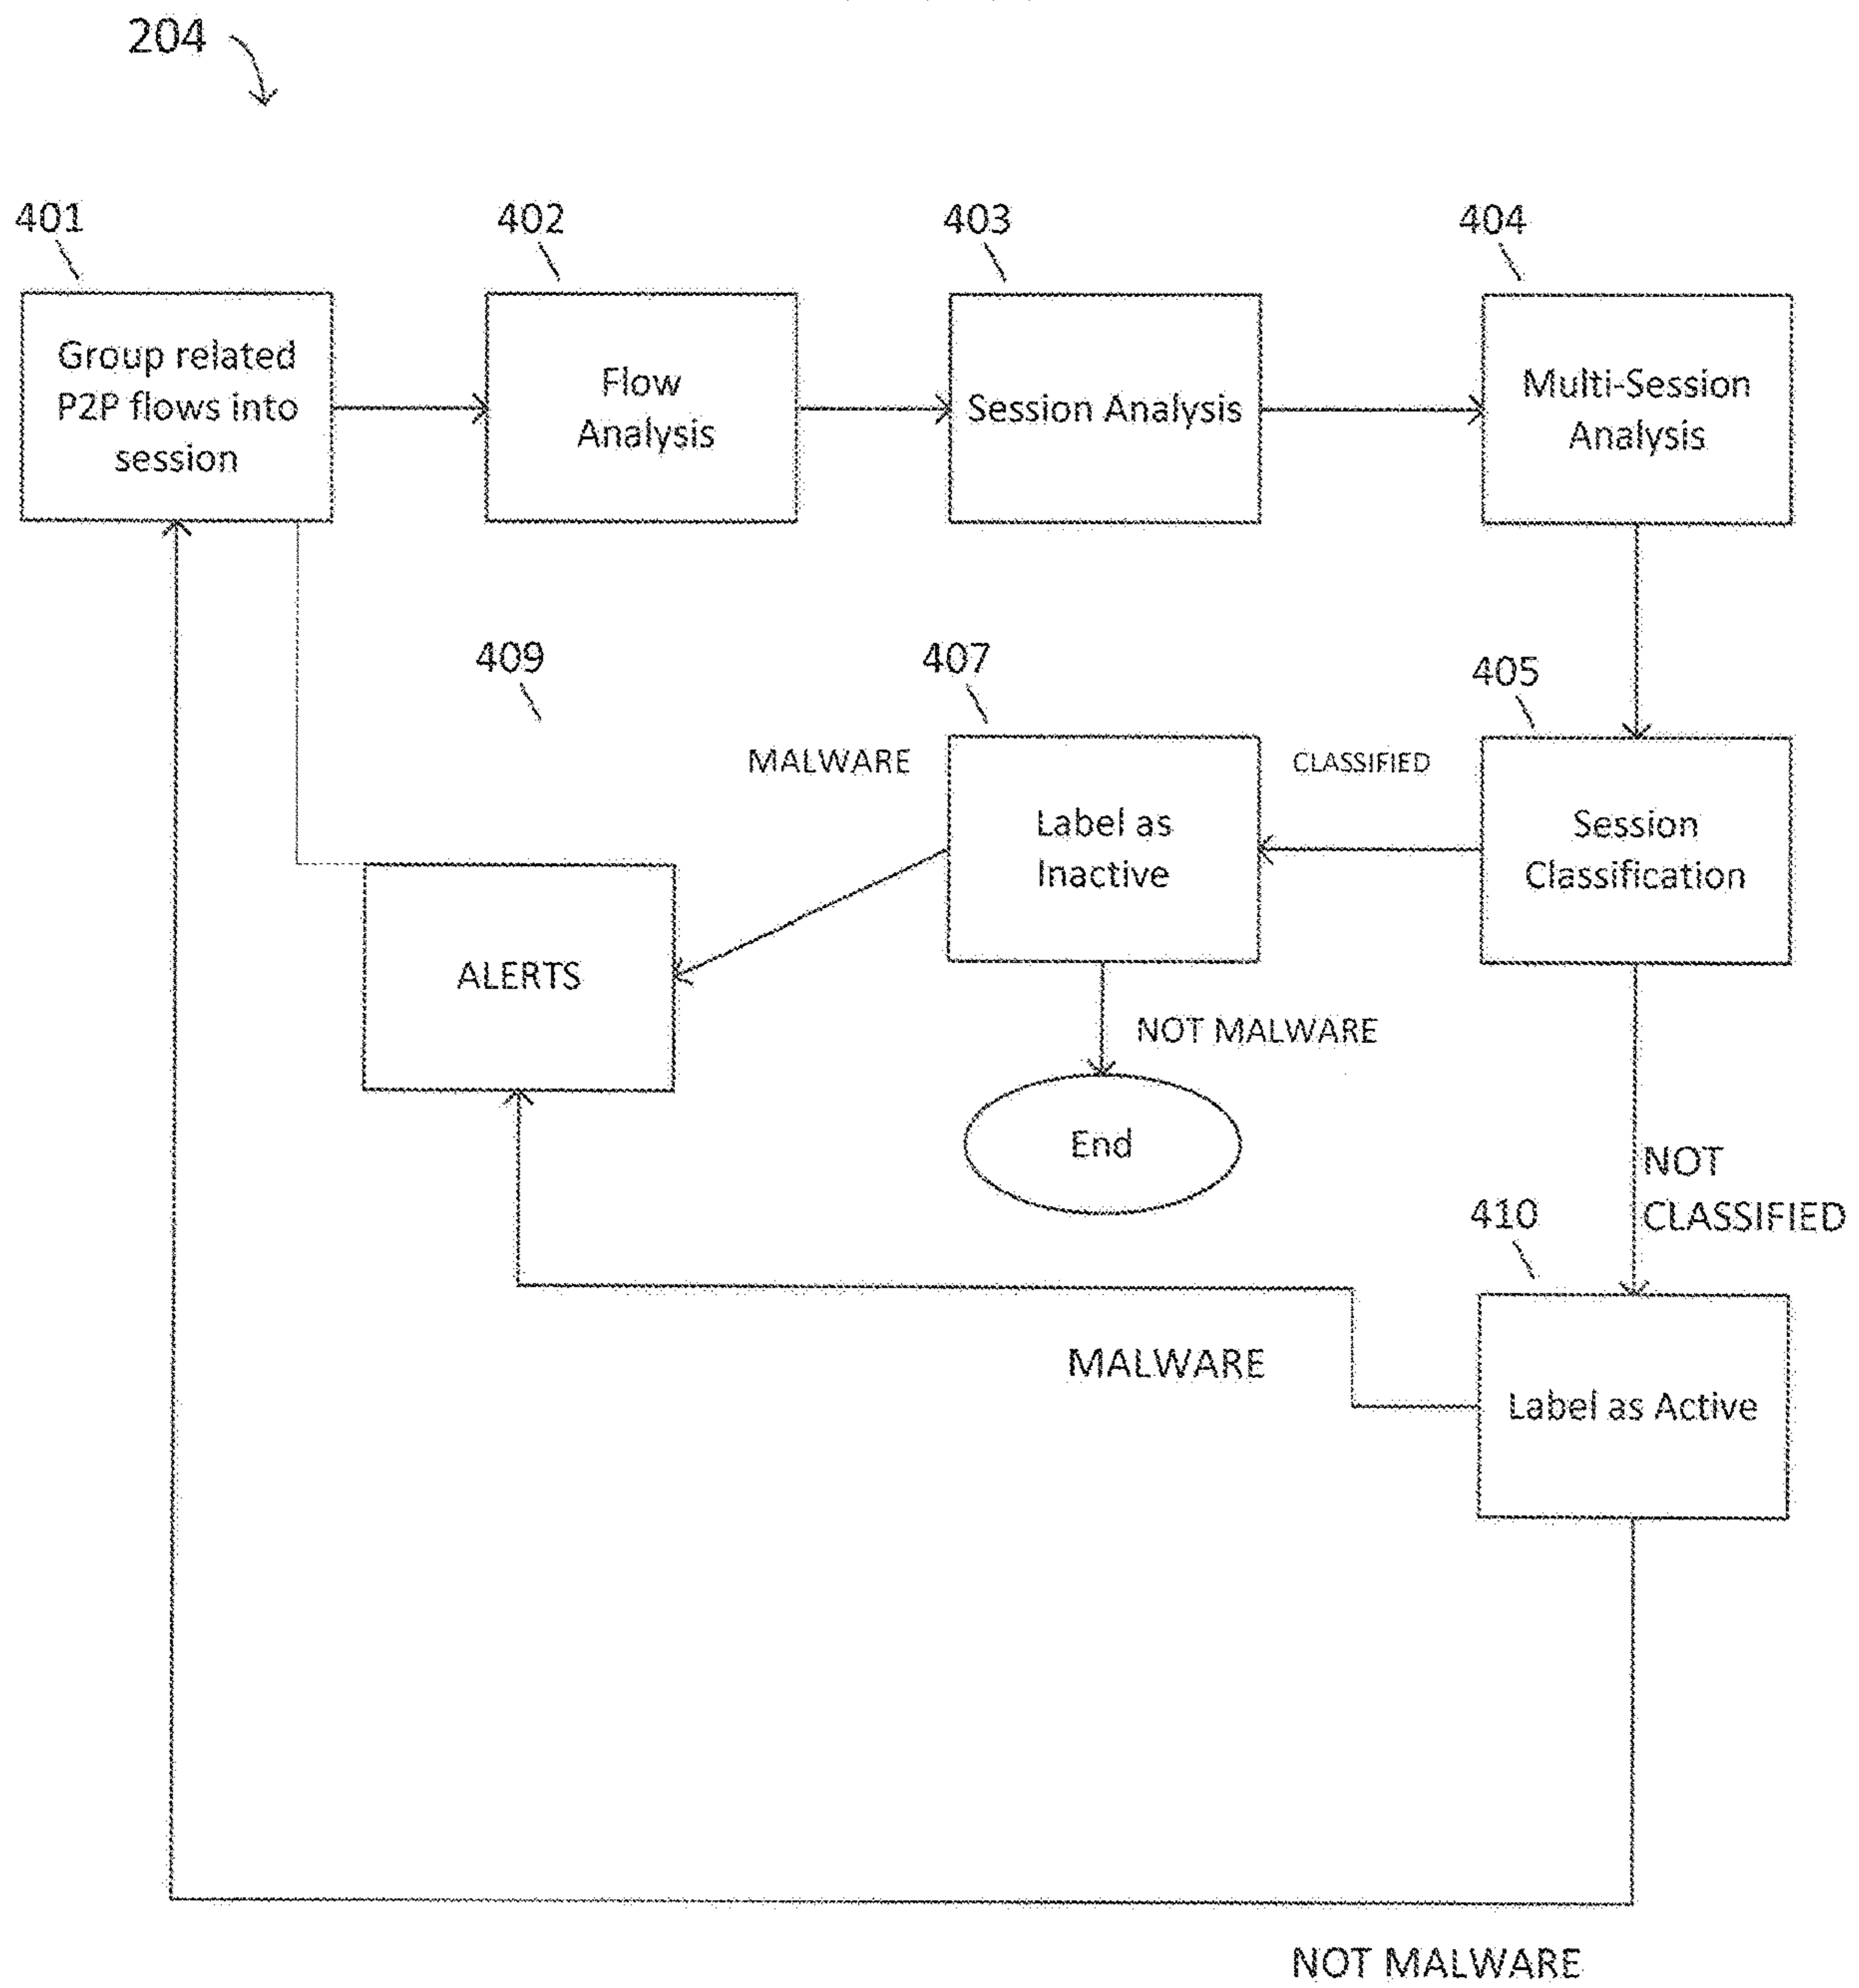 204
401
402
403
404
Group related
P2P flows into
session
Flow
Analysis
Session Analysis
Multi-Session
Analysis
409
407
405
MALWARE
CLASSIFIED
Label as
Inactive
Session
Classification
ALERTS
NOT MALWARE
End
NOT
CLASSIFIED
410
MALWARE
Label as Active
NOT MALWARE